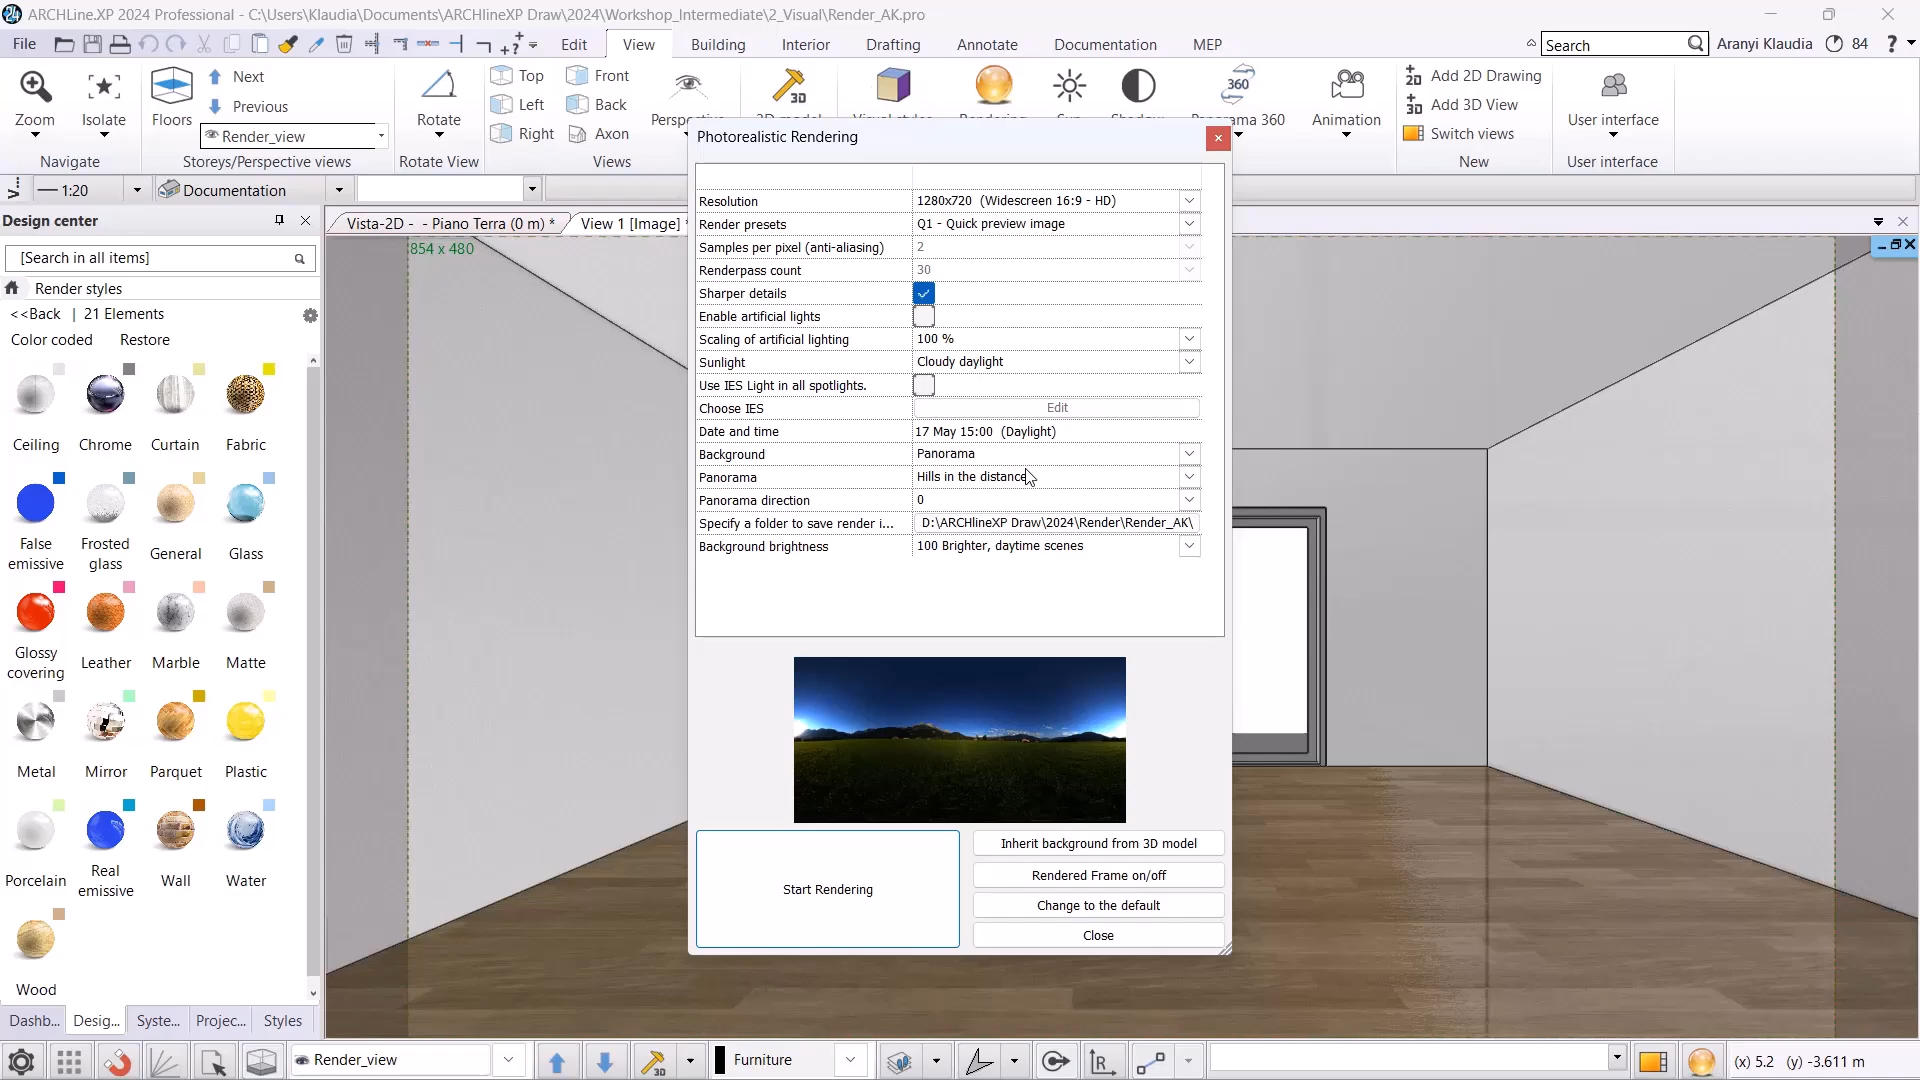 ARCHLine.XP 2024 Professional - C:\Users\Klaudia\Documents\ARCHlineXP Draw\2024\Workshop_Intermediate\2_Visual\Render_AK.pro
File Edit View Building Interior Drafting Annotate Documentation MEP Search Aranyi Klaudia 84 ?
Next Top Front Add 2D Drawing
Previous Left Back Add 3D View
Zoom Isolate Floors Render_view Rotate Right Axon Panorama 360 Animation Switch views User interface
Navigate Storeys/Perspective views Rotate View Views New User interface
1:20 Documentation
Design center
Vista-2D - - Piano Terra (0 m) * View 1 [Image]
[Search in all items]
854 x 480
Render styles
<<Back | 21 Elements
Color coded Restore
Ceiling Chrome Curtain Fabric
False emissive Frosted glass General Glass
Glossy covering Leather Marble Matte
Metal Mirror Parquet Plastic
Porcelain Real emissive Wall Water
Wood
Dashb... Desig... Syste... Projec... Styles
Photorealistic Rendering
Resolution 1280x720 (Widescreen 16:9 - HD)
Render presets Q1 - Quick preview image
Samples per pixel (anti-aliasing) 2
Renderpass count 30
Sharper details
Enable artificial lights
Scaling of artificial lighting 100 %
Sunlight Cloudy daylight
Use IES Light in all spotlights.
Choose IES Edit
Date and time 17 May 15:00 (Daylight)
Background Panorama
Panorama Hills in the distance
Panorama direction 0
Specify a folder to save render i... D:\ARCHlineXP Draw\2024\Render\Render_AK\
Background brightness 100 Brighter, daytime scenes
Start Rendering
Inherit background from 3D model
Rendered Frame on/off
Change to the default
Close
Render_view Furniture (x) 5.2 (y) -3.611 m